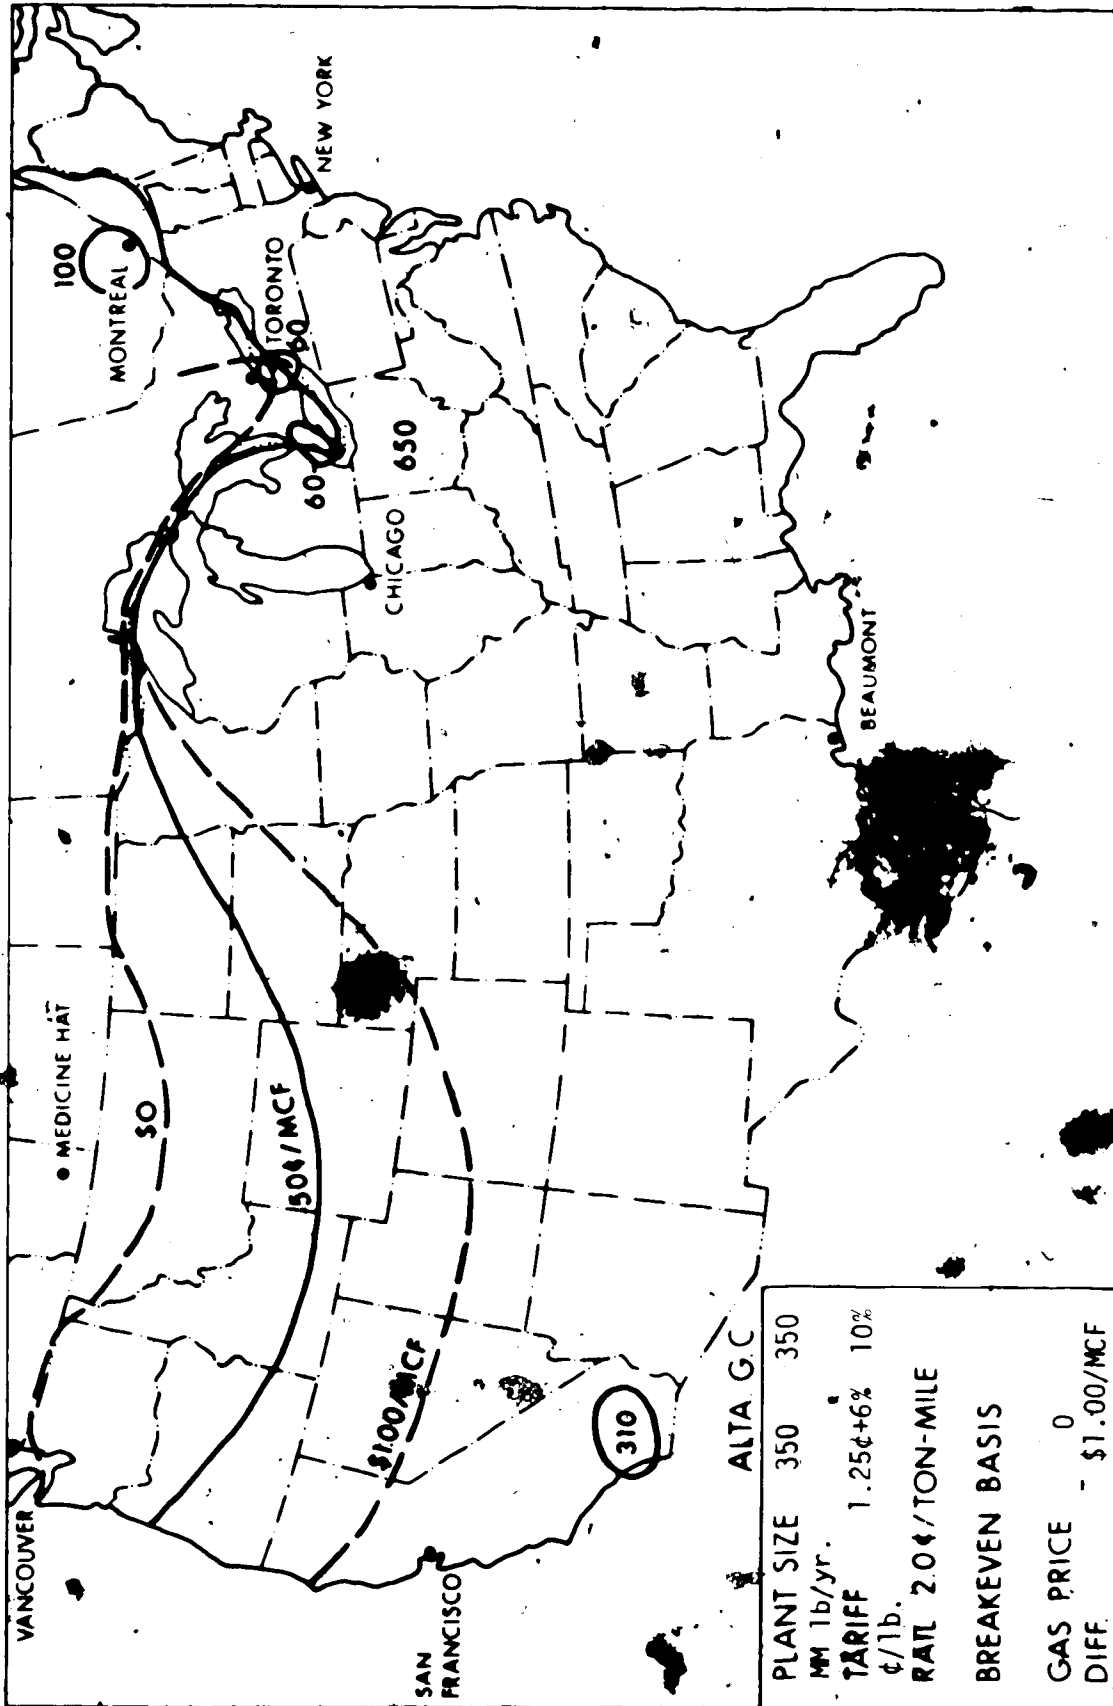 VANCOUVER
MEDICINE HAT
MONTREAL
100
TORONTO
60
NEW YORK
60
650
CHICAGO
$0
50¢/MCF
$1.00/MCF
SAN
FRANCISCO
310
BEAUMONT
ALTA G.C
PLANT SIZE 350 350
MM lb/yr.
TARIFF 1.25¢+6% 10%
¢/lb.
RAIL 2.0¢/TON-MILE
BREAKEVEN BASIS
GAS PRICE 0
DIFF. - $1.00/MCF